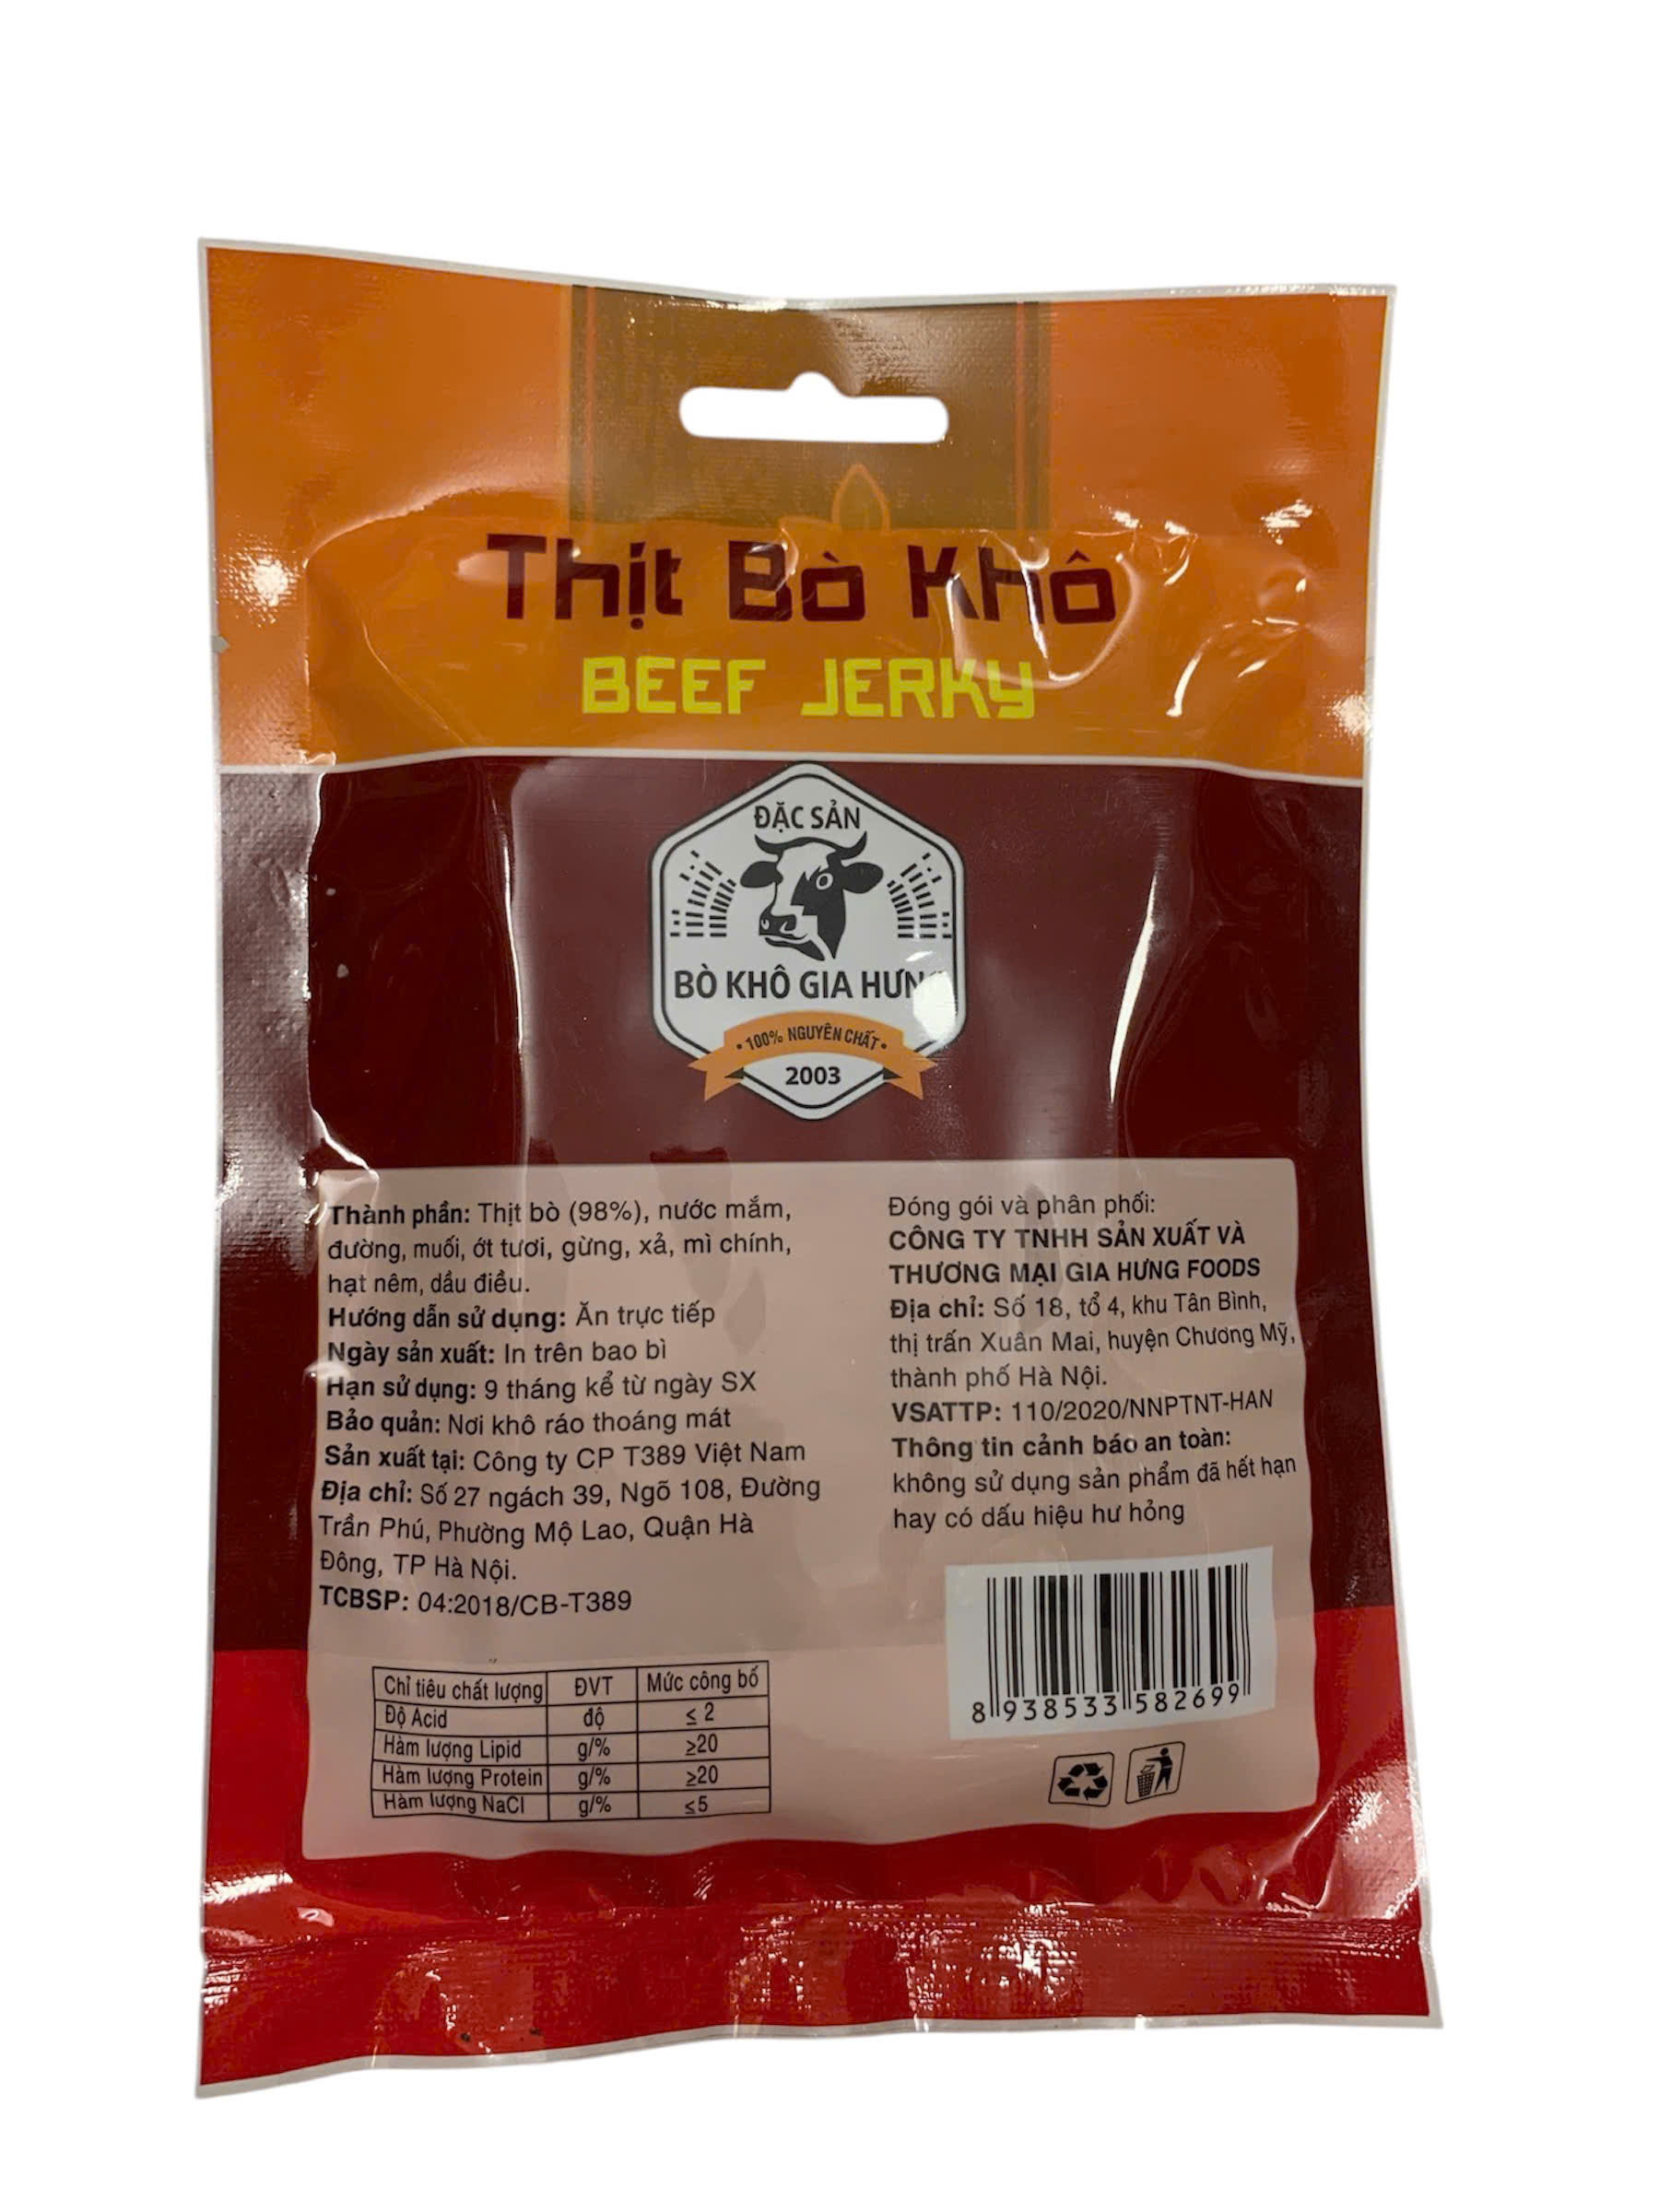 Thịt Bò Khô
BEEF JERKY
ĐẶC SẢN
BÒ KHÔ GIA HƯNG
• 100% NGUYÊN CHẤT •
2003
Thành phần: Thịt bò (98%), nước mắm,
đường, muối, ớt tươi, gừng, xả, mì chính,
hạt nêm, dầu điều.
Hướng dẫn sử dụng: Ăn trực tiếp
Ngày sản xuất: In trên bao bì
Hạn sử dụng: 9 tháng kể từ ngày SX
Bảo quản: Nơi khô ráo thoáng mát
Sản xuất tại: Công ty CP T389 Việt Nam
Địa chỉ: Số 27 ngách 39, Ngõ 108, Đường
Trần Phú, Phường Mộ Lao, Quận Hà
Đông, TP Hà Nội.
TCBSP: 04:2018/CB-T389
Chỉ tiêu chất lượng ĐVT Mức công bố
Độ Acid độ ≤ 2
Hàm lượng Lipid g/% ≥20
Hàm lượng Protein g/% ≥20
Hàm lượng NaCl g/% ≤5
Đóng gói và phân phối:
CÔNG TY TNHH SẢN XUẤT VÀ
THƯƠNG MẠI GIA HƯNG FOODS
Địa chỉ: Số 18, tổ 4, khu Tân Bình,
thị trấn Xuân Mai, huyện Chương Mỹ,
thành phố Hà Nội.
VSATTP: 110/2020/NNPTNT-HAN
Thông tin cảnh báo an toàn:
không sử dụng sản phẩm đã hết hạn
hay có dấu hiệu hư hỏng
8 938533 582699